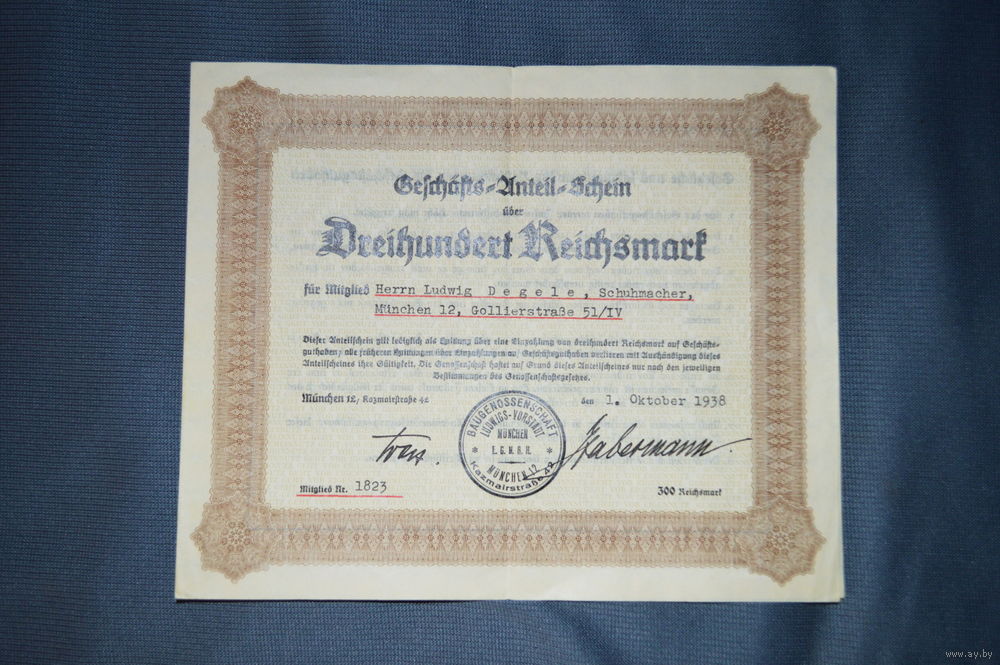 Geschäfts-Anteil-Schein
über
Dreihundert Reichsmark
für Mitglied Herrn Ludwig Degele, Schuhmacher,
München 12, Gollierstraße 51/IV
Dieser Anteilschein gilt lediglich als Quittung über eine Einzahlung von dreihundert Reichsmark auf Geschäfts-
guthaben; alle früheren Quittungen über Einzahlungen auf Geschäftsguthaben verlieren mit Aushändigung dieses
Anteilscheines ihre Gültigkeit. Die Genossenschaft haftet auf Grund dieses Anteilscheines nur nach den jeweiligen
Bestimmungen des Genossenschaftsgesetzes.
München 12, Kazmairstraße 42 den 1. Oktober 1938
BAUGENOSSENSCHAFT
LUDWIGS-VORSTADT
MÜNCHEN
E.G.M.B.H.
MÜNCHEN 12
Kazmairstraße 42
Habermann
Mitglied Nr. 1823
300 Reichsmark
www.ay.by